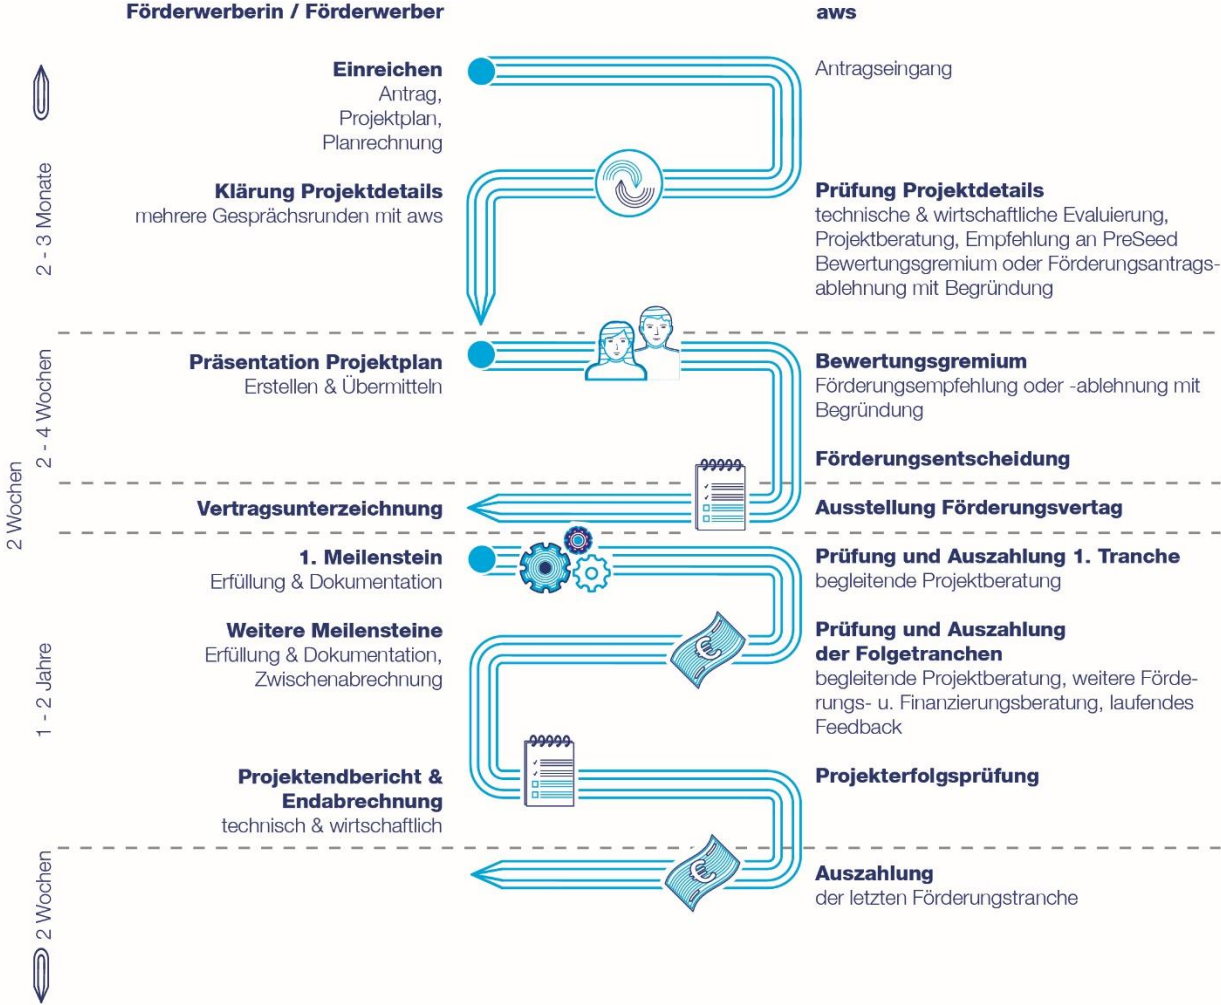 Förderwerberin / Förderwerber
aws
Einreichen
Antrag,
Projektplan,
Planrechnung
Antragseingang
2 - 3 Monate
Klärung Projektdetails
mehrere Gesprächsrunden mit aws
Prüfung Projektdetails
technische & wirtschaftliche Evaluierung,
Projektberatung, Empfehlung an PreSeed
Bewertungsgremium oder Förderungsantrags-
ablehnung mit Begründung
2 - 4 Wochen
Präsentation Projektplan
Erstellen & Übermitteln
Bewertungsgremium
Förderungsempfehlung oder -ablehnung mit
Begründung
Förderungsentscheidung
2 Wochen
Vertragsunterzeichnung
Ausstellung Förderungsvertag
1 - 2 Jahre
1. Meilenstein
Erfüllung & Dokumentation
Prüfung und Auszahlung 1. Tranche
begleitende Projektberatung
Weitere Meilensteine
Erfüllung & Dokumentation,
Zwischenabrechnung
€
Prüfung und Auszahlung
der Folgetranchen
begleitende Projektberatung, weitere Förde-
rungs- u. Finanzierungsberatung, laufendes
Feedback
Projektendbericht &
Endabrechnung
technisch & wirtschaftlich
Projekterfolgsprüfung
2 Wochen
€
Auszahlung
der letzten Förderungstranche